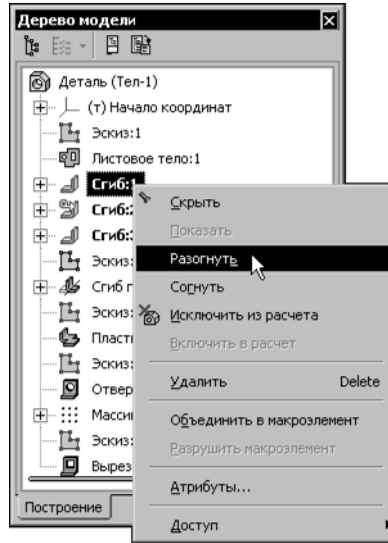 Дерево модели
Деталь (Тел-1)
(т) Начало координат
Эскиз:1
Листовое тело:1
Сгиб:1
Сгиб:2
Сгиб:3
Эскиз:
Сгиб п
Эскиз:
Пласти
Эскиз:
Отвер
Масси
Эскиз:
Вырез
Построение
Скрыть
Показать
Разогнуть
Согнуть
Исключить из расчета
Включить в расчет
Удалить Delete
Объединить в макроэлемент
Разрушить макроэлемент
Атрибуты...
Доступ